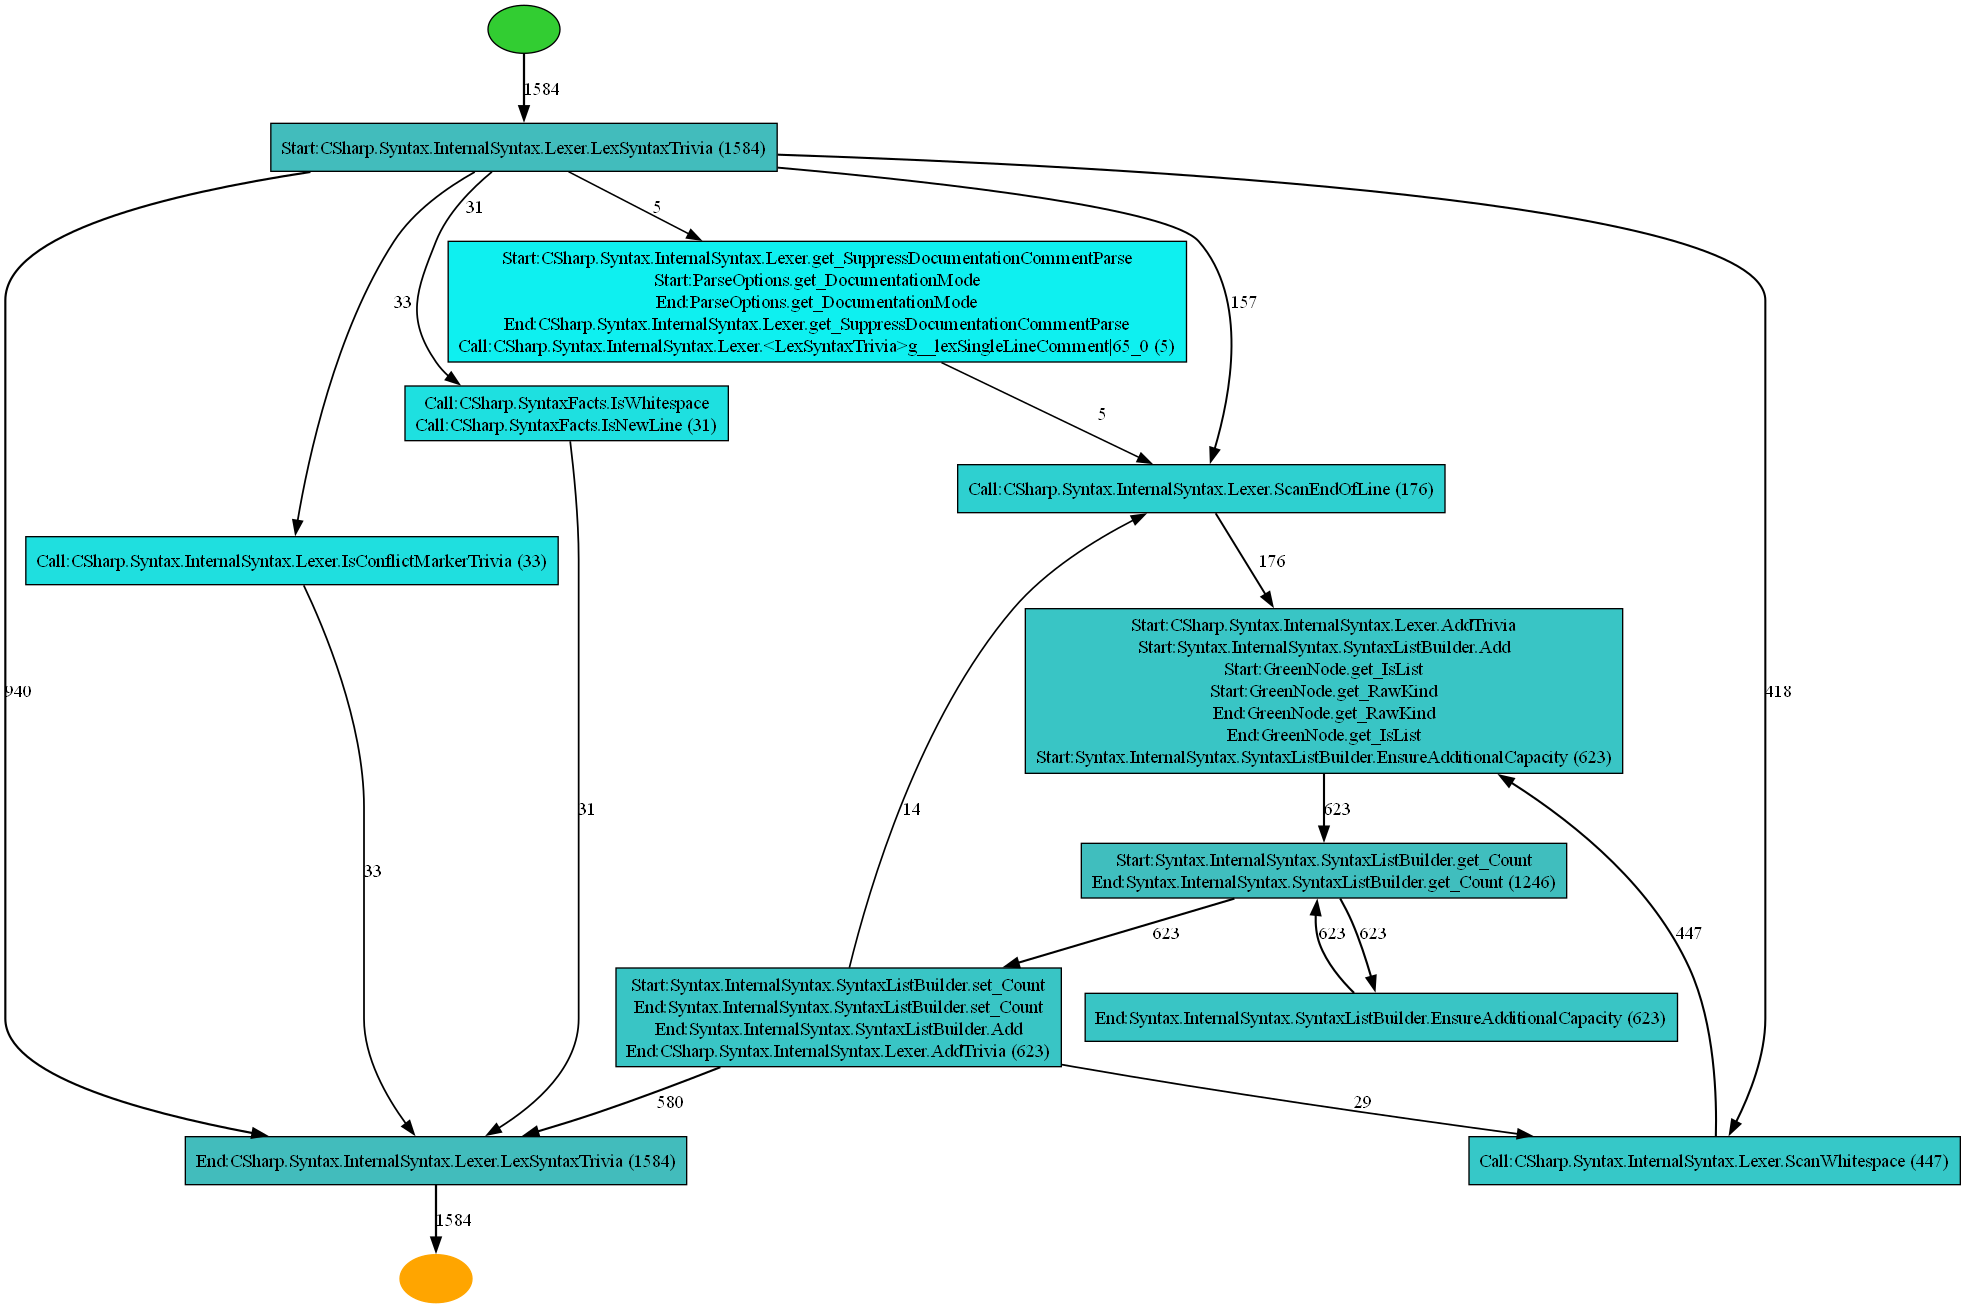 1584
Start:CSharp.Syntax.InternalSyntax.Lexer.LexSyntaxTrivia (1584)
31
5
Start:CSharp.Syntax.InternalSyntax.Lexer.get_SuppressDocumentationCommentParse
Start:ParseOptions.get_DocumentationMode
End:ParseOptions.get_DocumentationMode
End:CSharp.Syntax.InternalSyntax.Lexer.get_SuppressDocumentationCommentParse
Call:CSharp.Syntax.InternalSyntax.Lexer.<LexSyntaxTrivia>g__lexSingleLineComment|65_0 (5)
33
157
Call:CSharp.SyntaxFacts.IsWhitespace
Call:CSharp.SyntaxFacts.IsNewLine (31)
5
Call:CSharp.Syntax.InternalSyntax.Lexer.ScanEndOfLine (176)
Call:CSharp.Syntax.InternalSyntax.Lexer.IsConflictMarkerTrivia (33)
176
Start:CSharp.Syntax.InternalSyntax.Lexer.AddTrivia
Start:Syntax.InternalSyntax.SyntaxListBuilder.Add
Start:GreenNode.get_IsList
Start:GreenNode.get_RawKind
End:GreenNode.get_RawKind
End:GreenNode.get_IsList
Start:Syntax.InternalSyntax.SyntaxListBuilder.EnsureAdditionalCapacity (623)
940
418
31
14
623
33
Start:Syntax.InternalSyntax.SyntaxListBuilder.get_Count
End:Syntax.InternalSyntax.SyntaxListBuilder.get_Count (1246)
623
623
623
447
Start:Syntax.InternalSyntax.SyntaxListBuilder.set_Count
End:Syntax.InternalSyntax.SyntaxListBuilder.set_Count
End:Syntax.InternalSyntax.SyntaxListBuilder.Add
End:CSharp.Syntax.InternalSyntax.Lexer.AddTrivia (623)
End:Syntax.InternalSyntax.SyntaxListBuilder.EnsureAdditionalCapacity (623)
580
29
End:CSharp.Syntax.InternalSyntax.Lexer.LexSyntaxTrivia (1584)
Call:CSharp.Syntax.InternalSyntax.Lexer.ScanWhitespace (447)
1584